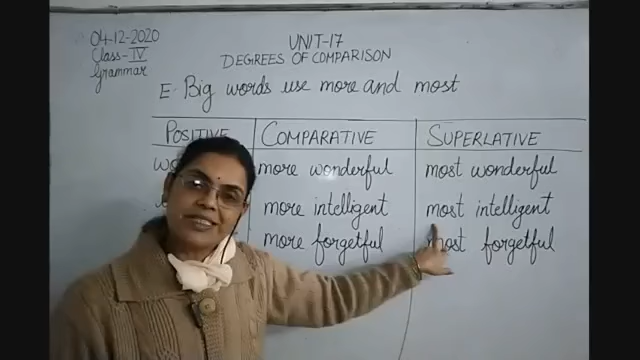 04-12-2020
Class-IV
Grammar
UNIT-17
DEGREES OF COMPARISON
E. Big words use more and most
POSITIVE COMPARATIVE SUPERLATIVE
more wonderful most wonderful
more intelligent most intelligent
more forgetful most forgetful